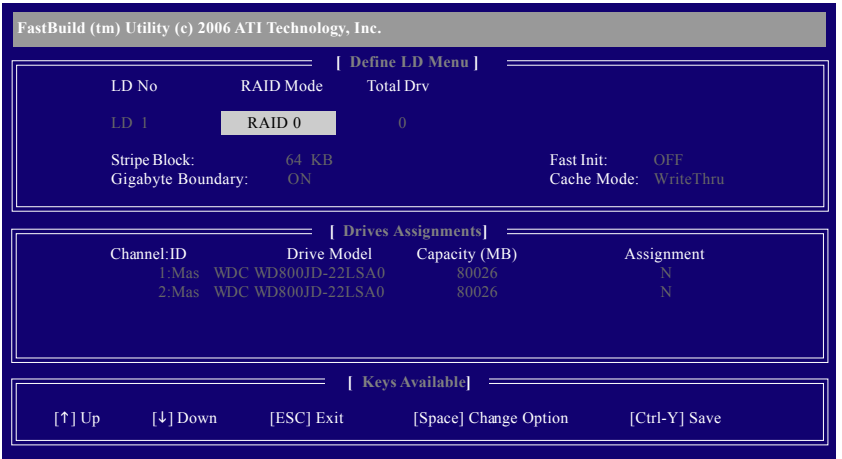 FastBuild (tm) Utility (c) 2006 ATI Technology, Inc.
[ Define LD Menu ]
LD No RAID Mode Total Drv
LD 1 RAID 0 0
Stripe Block: 64 KB Fast Init: OFF
Gigabyte Boundary: ON Cache Mode: WriteThru
[ Drives Assignments]
Channel:ID Drive Model Capacity (MB) Assignment
1:Mas WDC WD800JD-22LSA0 80026 N
2:Mas WDC WD800JD-22LSA0 80026 N
[ Keys Available]
[↑] Up [↓] Down [ESC] Exit [Space] Change Option [Ctrl-Y] Save